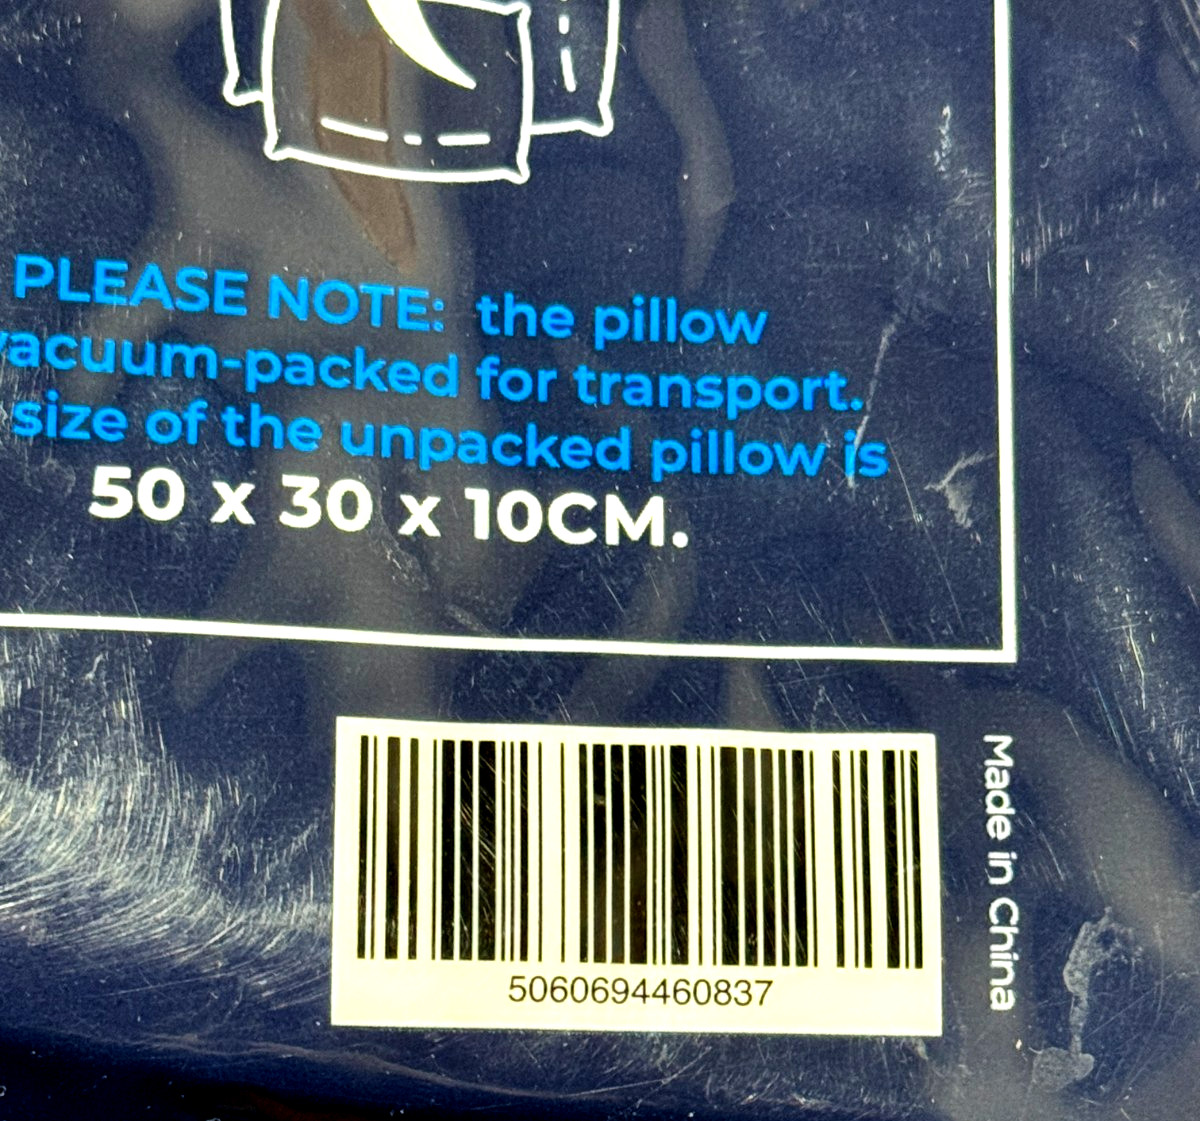 PLEASE NOTE: the pillow
vacuum-packed for transport.
size of the unpacked pillow is
50 x 30 x 10CM.
5060694460837
Made in China